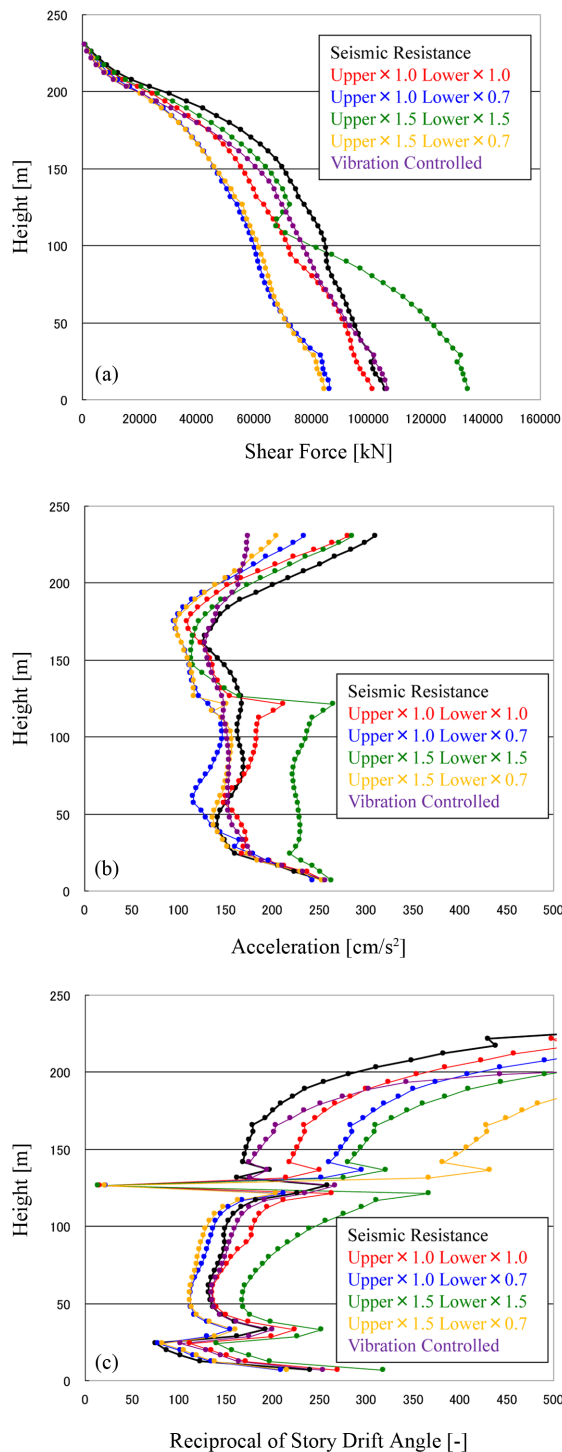 250
200
150
100
50
0
Height [m]
Seismic Resistance
Upper×1.0 Lower×1.0
Upper×1.0 Lower×0.7
Upper×1.5 Lower×1.5
Upper×1.5 Lower×0.7
Vibration Controlled
(a)
0 20000 40000 60000 80000 100000 120000 140000 160000
Shear Force [kN]
250
200
150
100
50
0
Height [m]
Seismic Resistance
Upper×1.0 Lower×1.0
Upper×1.0 Lower×0.7
Upper×1.5 Lower×1.5
Upper×1.5 Lower×0.7
Vibration Controlled
(b)
0 50 100 150 200 250 300 350 400 450 500
Acceleration [cm/s²]
250
200
150
100
50
0
Height [m]
Seismic Resistance
Upper×1.0 Lower×1.0
Upper×1.0 Lower×0.7
Upper×1.5 Lower×1.5
Upper×1.5 Lower×0.7
Vibration Controlled
(c)
0 50 100 150 200 250 300 350 400 450 500
Reciprocal of Story Drift Angle [-]